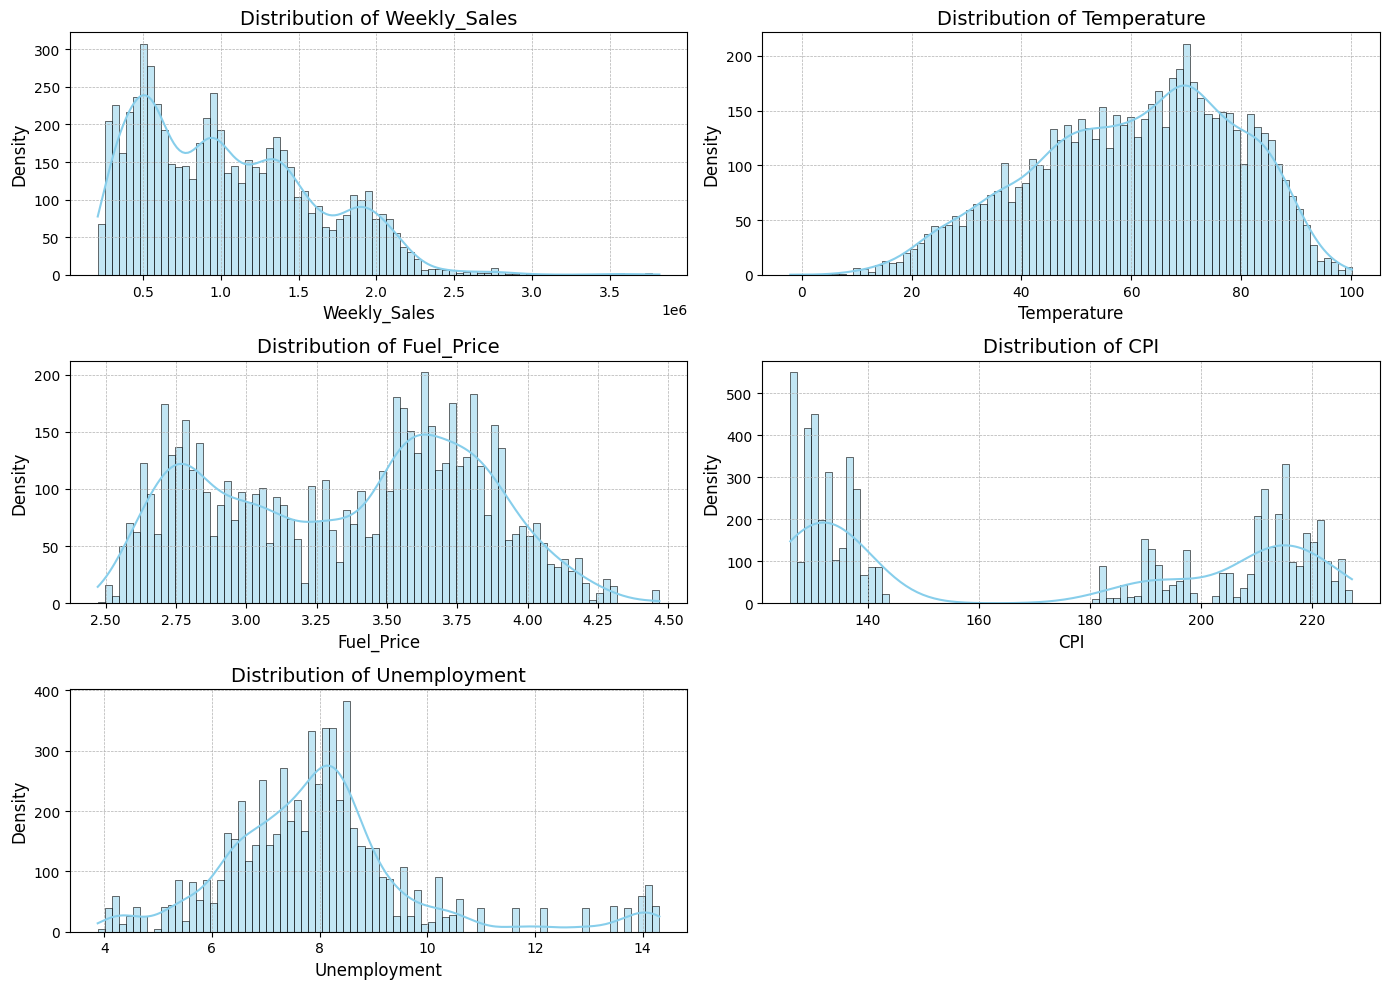 Distribution of Weekly_Sales
Density
300
250
200
150
100
50
0
0.5 1.0 1.5 2.0 2.5 3.0 3.5
1e6
Weekly_Sales
Distribution of Temperature
Density
200
150
100
50
0
0 20 40 60 80 100
Temperature
Distribution of Fuel_Price
Density
200
150
100
50
0
2.50 2.75 3.00 3.25 3.50 3.75 4.00 4.25 4.50
Fuel_Price
Distribution of CPI
Density
500
400
300
200
100
0
140 160 180 200 220
CPI
Distribution of Unemployment
Density
400
300
200
100
0
4 6 8 10 12 14
Unemployment